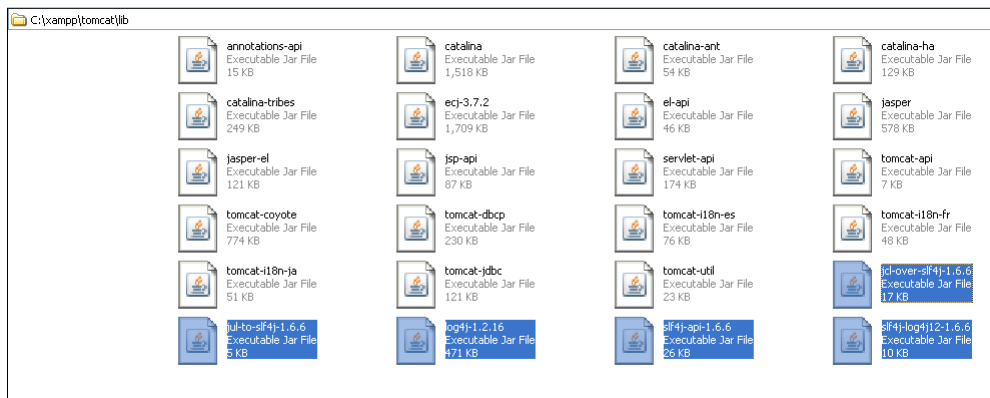 C:\xampp\tomcat\lib
annotations-api
Executable Jar File
15 KB
catalina
Executable Jar File
1,518 KB
catalina-ant
Executable Jar File
54 KB
catalina-ha
Executable Jar File
129 KB
catalina-tribes
Executable Jar File
249 KB
ecj-3.7.2
Executable Jar File
1,709 KB
el-api
Executable Jar File
46 KB
jasper
Executable Jar File
578 KB
jasper-el
Executable Jar File
121 KB
jsp-api
Executable Jar File
87 KB
servlet-api
Executable Jar File
174 KB
tomcat-api
Executable Jar File
7 KB
tomcat-coyote
Executable Jar File
774 KB
tomcat-dbcp
Executable Jar File
230 KB
tomcat-i18n-es
Executable Jar File
76 KB
tomcat-i18n-fr
Executable Jar File
48 KB
tomcat-i18n-ja
Executable Jar File
51 KB
tomcat-jdbc
Executable Jar File
121 KB
tomcat-util
Executable Jar File
23 KB
jcl-over-slf4j-1.6.6
Executable Jar File
17 KB
jul-to-slf4j-1.6.6
Executable Jar File
5 KB
log4j-1.2.16
Executable Jar File
471 KB
slf4j-api-1.6.6
Executable Jar File
26 KB
slf4j-log4j12-1.6.6
Executable Jar File
10 KB